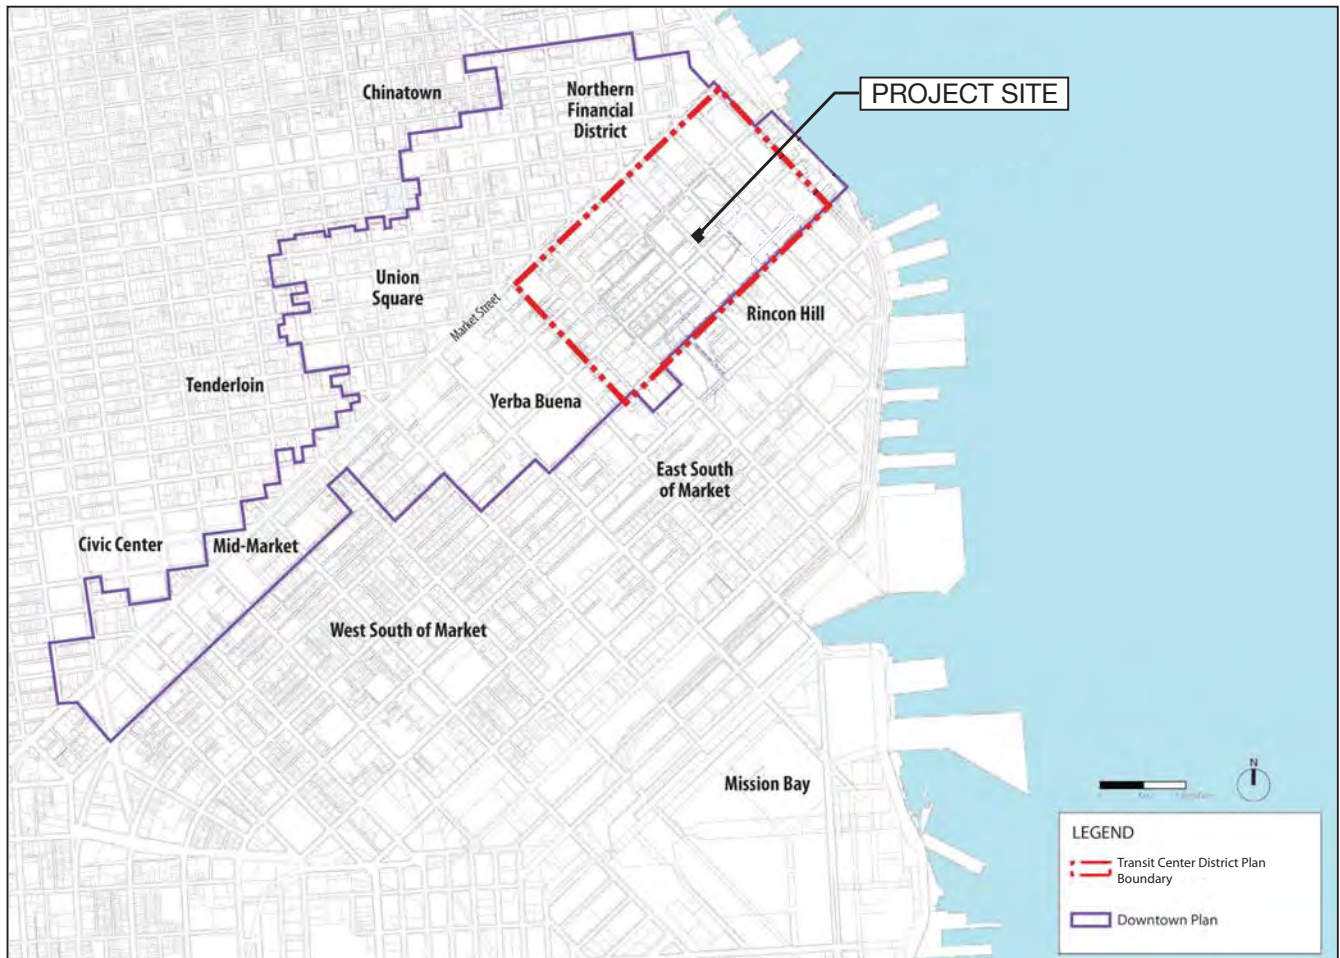 PROJECT SITE
Chinatown
Northern
Financial
District
Union
Square
Market Street
Rincon Hill
Tenderloin
Yerba Buena
East South
of Market
Civic Center
Mid-Market
West South of Market
Mission Bay
N
LEGEND
Transit Center District Plan
Boundary
Downtown Plan